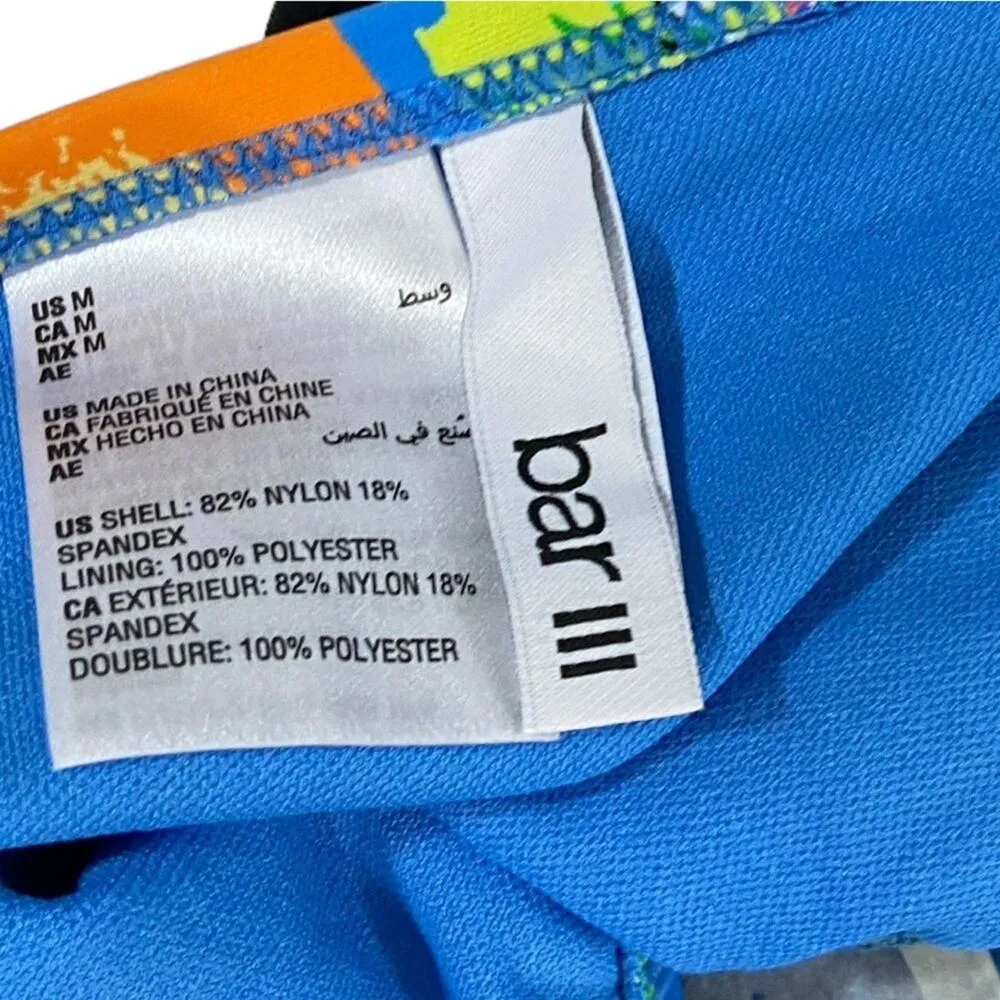 US M
CA M
MX M
AE
وسط
US MADE IN CHINA
CA FABRIQUÉ EN CHINE
MX HECHO EN CHINA
AE
في الصين
US SHELL: 82% NYLON 18%
SPANDEX
LINING: 100% POLYESTER
CA EXTÉRIEUR: 82% NYLON 18%
SPANDEX
DOUBLURE: 100% POLYESTER
bar III